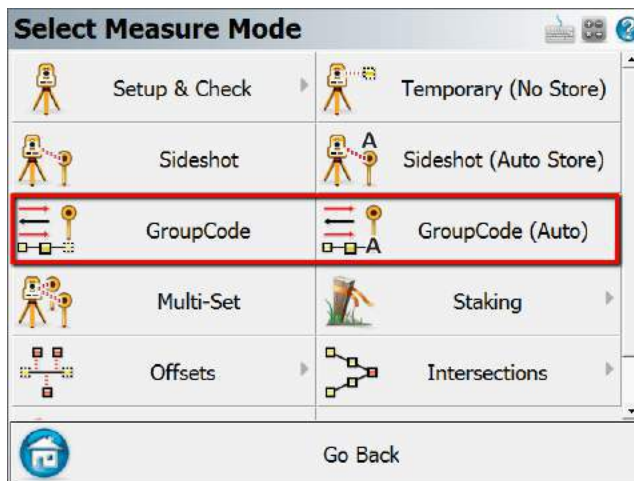 Select Measure Mode
Setup & Check
Temporary (No Store)
Sideshot
A
Sideshot (Auto Store)
GroupCode
A
GroupCode (Auto)
Multi-Set
Staking
Offsets
Intersections
Go Back